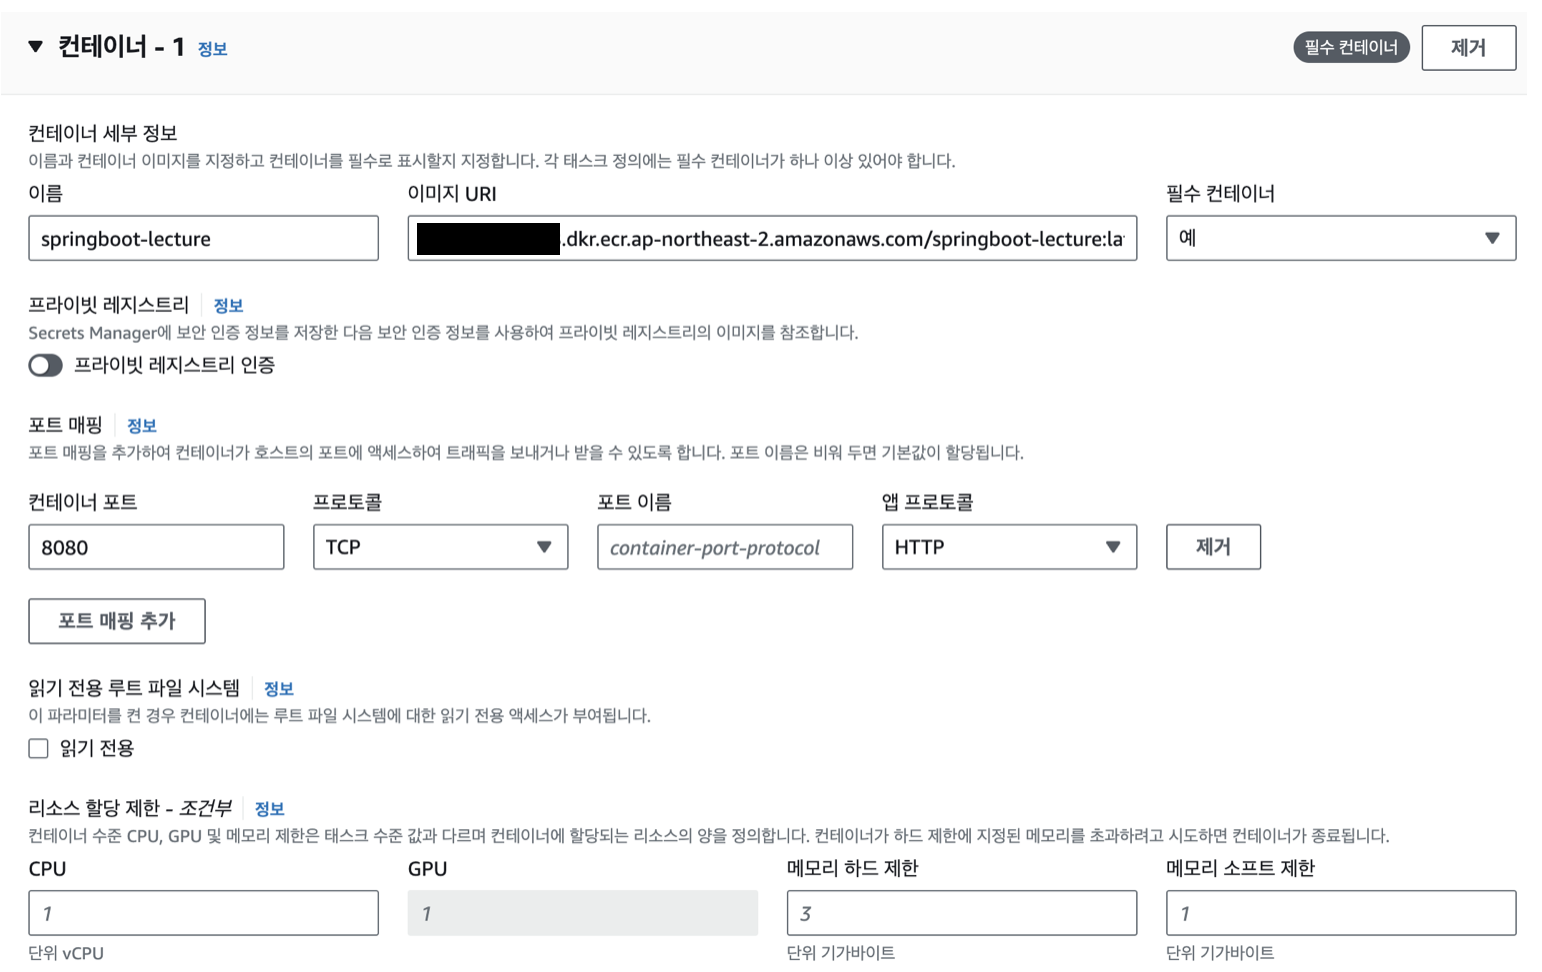 ▼ 컨테이너 - 1 정보 필수 컨테이너 제거
컨테이너 세부 정보
이름과 컨테이너 이미지를 지정하고 컨테이너를 필수로 표시할지 지정합니다. 각 태스크 정의에는 필수 컨테이너가 하나 이상 있어야 합니다.
이름 이미지 URI 필수 컨테이너
springboot-lecture .dkr.ecr.ap-northeast-2.amazonaws.com/springboot-lecture:la 예
프라이빗 레지스트리 정보
Secrets Manager에 보안 인증 정보를 저장한 다음 보안 인증 정보를 사용하여 프라이빗 레지스트리의 이미지를 참조합니다.
프라이빗 레지스트리 인증
포트 매핑 정보
포트 매핑을 추가하여 컨테이너가 호스트의 포트에 액세스하여 트래픽을 보내거나 받을 수 있도록 합니다. 포트 이름은 비워 두면 기본값이 할당됩니다.
컨테이너 포트 프로토콜 포트 이름 앱 프로토콜
8080 TCP container-port-protocol HTTP 제거
포트 매핑 추가
읽기 전용 루트 파일 시스템 정보
이 파라미터를 켠 경우 컨테이너에는 루트 파일 시스템에 대한 읽기 전용 액세스가 부여됩니다.
읽기 전용
리소스 할당 제한 - 조건부 정보
컨테이너 수준 CPU, GPU 및 메모리 제한은 태스크 수준 값과 다르며 컨테이너에 할당되는 리소스의 양을 정의합니다. 컨테이너가 하드 제한에 지정된 메모리를 초과하려고 시도하면 컨테이너가 종료됩니다.
CPU GPU 메모리 하드 제한 메모리 소프트 제한
1 1 3 1
단위 vCPU 단위 기가바이트 단위 기가바이트